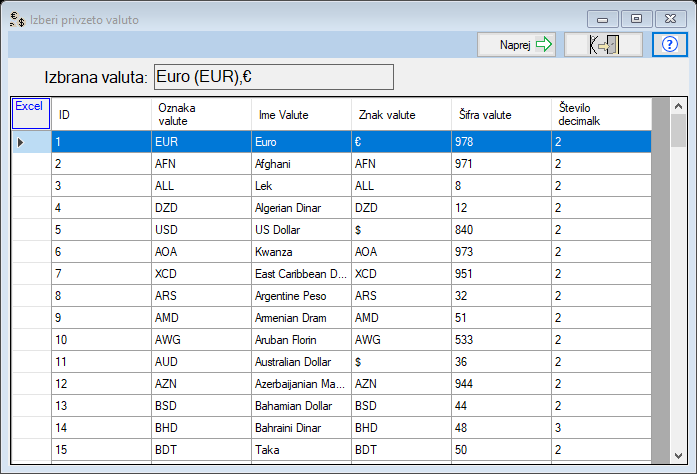 Izberi privzeto valuto
Naprej
Izbrana valuta: Euro (EUR),€
Excel ID Oznaka valute Ime Valute Znak valute Šifra valute Število decimalk
1 EUR Euro € 978 2
2 AFN Afghani AFN 971 2
3 ALL Lek ALL 8 2
4 DZD Algerian Dinar DZD 12 2
5 USD US Dollar $ 840 2
6 AOA Kwanza AOA 973 2
7 XCD East Caribbean D... XCD 951 2
8 ARS Argentine Peso ARS 32 2
9 AMD Armenian Dram AMD 51 2
10 AWG Aruban Florin AWG 533 2
11 AUD Australian Dollar $ 36 2
12 AZN Azerbaijanian Ma... AZN 944 2
13 BSD Bahamian Dollar BSD 44 2
14 BHD Bahraini Dinar BHD 48 3
15 BDT Taka BDT 50 2